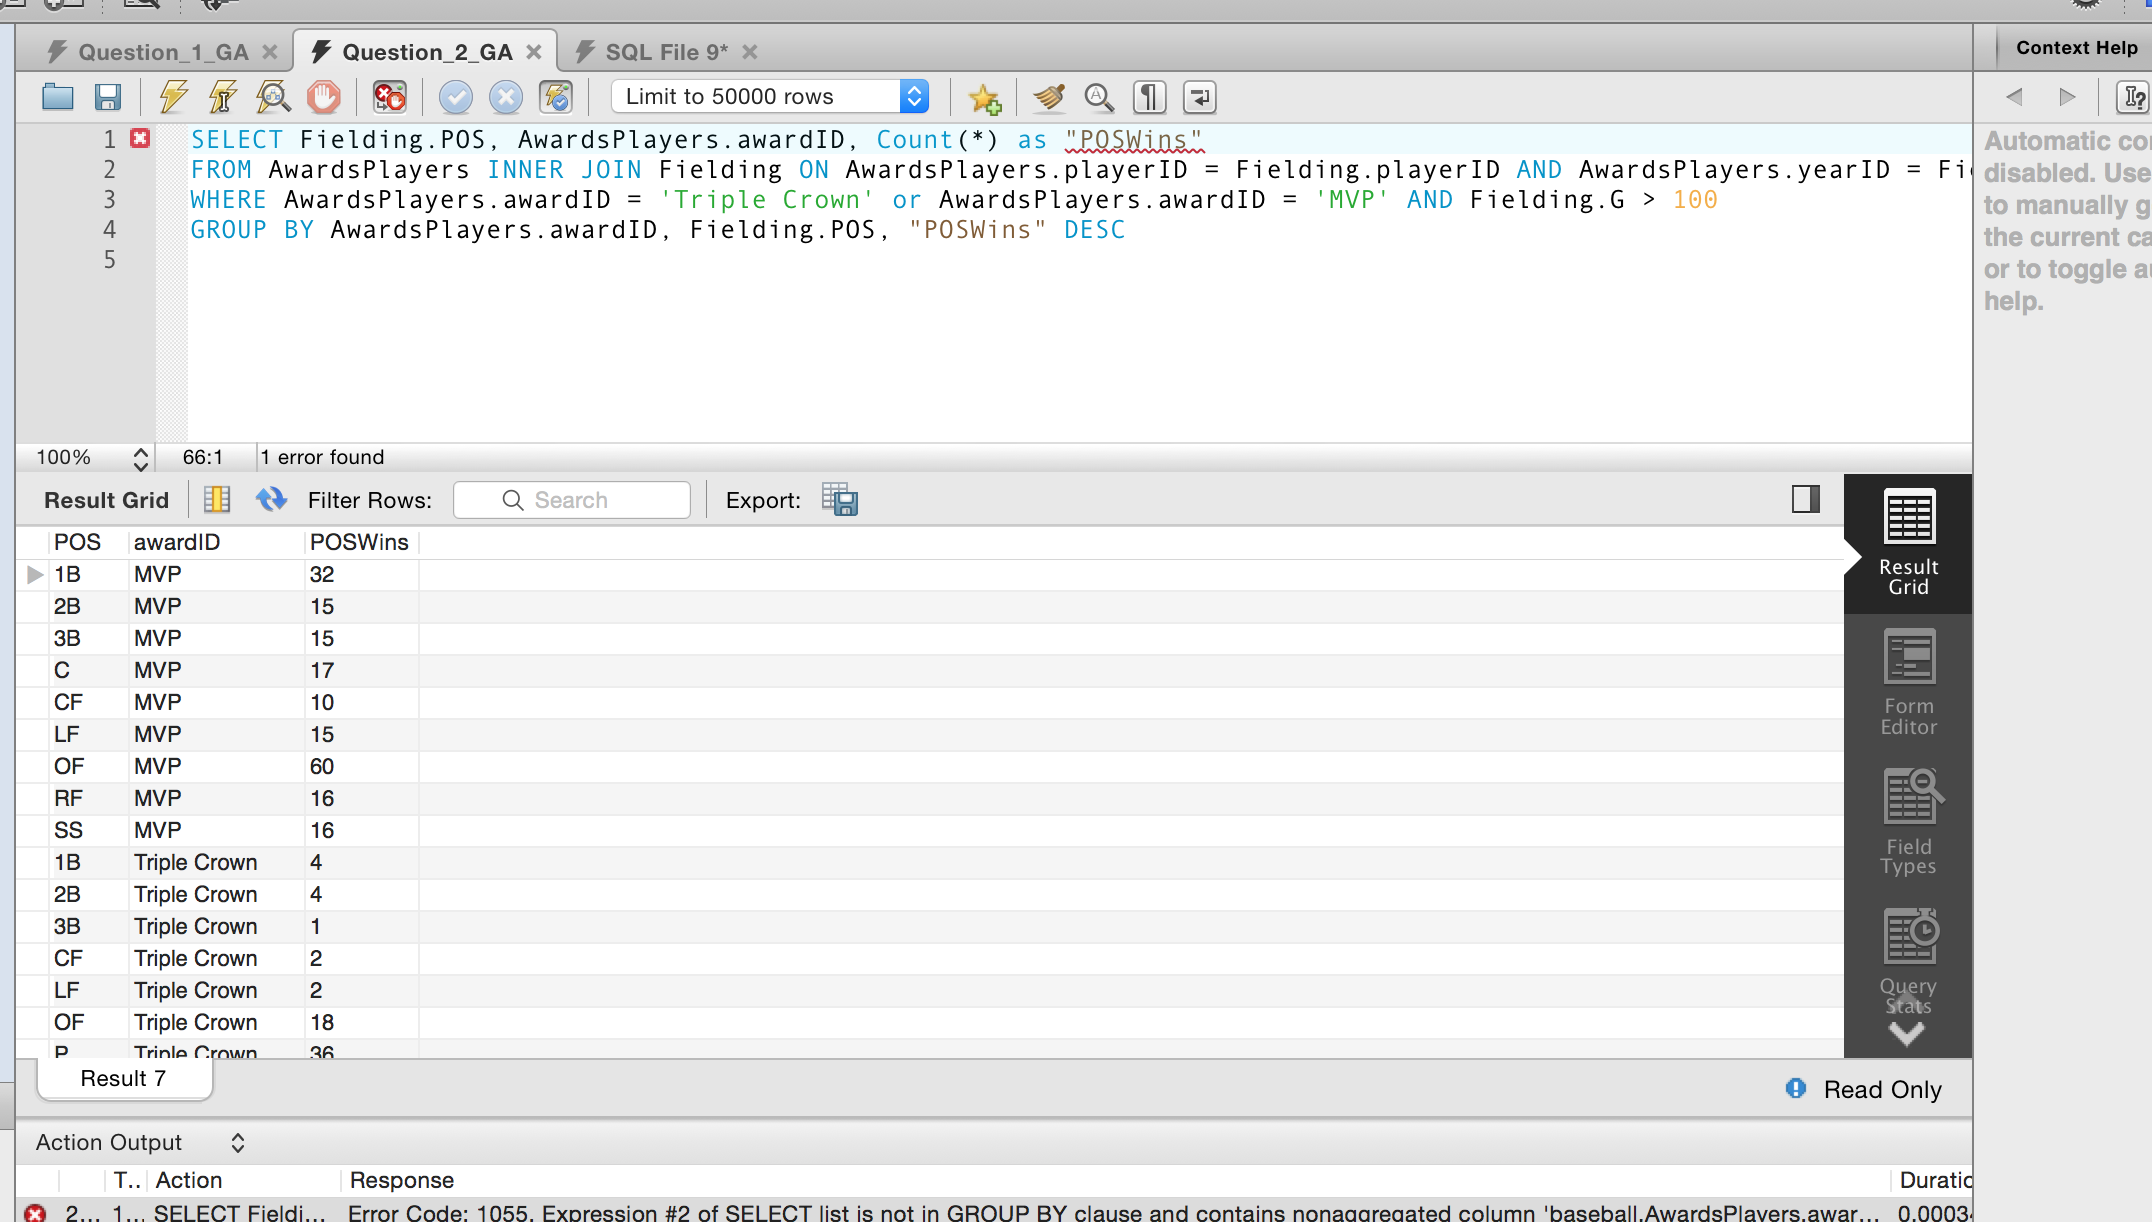 Question_1_GA Question_2_GA SQL File 9*
Context Help
Limit to 50000 rows
1 SELECT Fielding.POS, AwardsPlayers.awardID, Count(*) as "POSWins"
2 FROM AwardsPlayers INNER JOIN Fielding ON AwardsPlayers.playerID = Fielding.playerID AND AwardsPlayers.yearID =
3 WHERE AwardsPlayers.awardID = 'Triple Crown' or AwardsPlayers.awardID = 'MVP' AND Fielding.G > 100
4 GROUP BY AwardsPlayers.awardID, Fielding.POS, "POSWins" DESC
5
Automatic co
disabled. Use
to manually g
the current ca
or to toggle au
help.
100% 66:1 1 error found
Result Grid Filter Rows: Search Export:
POS awardID POSWins
1B MVP 32
2B MVP 15
3B MVP 15
C MVP 17
CF MVP 10
LF MVP 15
OF MVP 60
RF MVP 16
SS MVP 16
1B Triple Crown 4
2B Triple Crown 4
3B Triple Crown 1
CF Triple Crown 2
LF Triple Crown 2
OF Triple Crown 18
P Triple Crown 36
Result
Grid
Form
Editor
Field
Types
Query
Stats
Result 7
Read Only
Action Output
T.. Action Response Duratio
2... 1... SELECT Fieldi... Error Code: 1055. Expression #2 of SELECT list is not in GROUP BY clause and contains nonaggregated column 'baseball.AwardsPlayers.awar... 0.0003